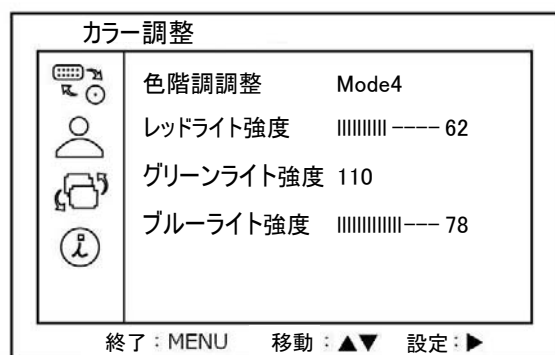 カラー調整
色階調調整 Mode4
レッドライト強度 IIIIIIIIII ---- 62
グリーンライト強度 110
ブルーライト強度 IIIIIIIIIIIII--- 78
終了：MENU 移動：▲▼ 設定：▶